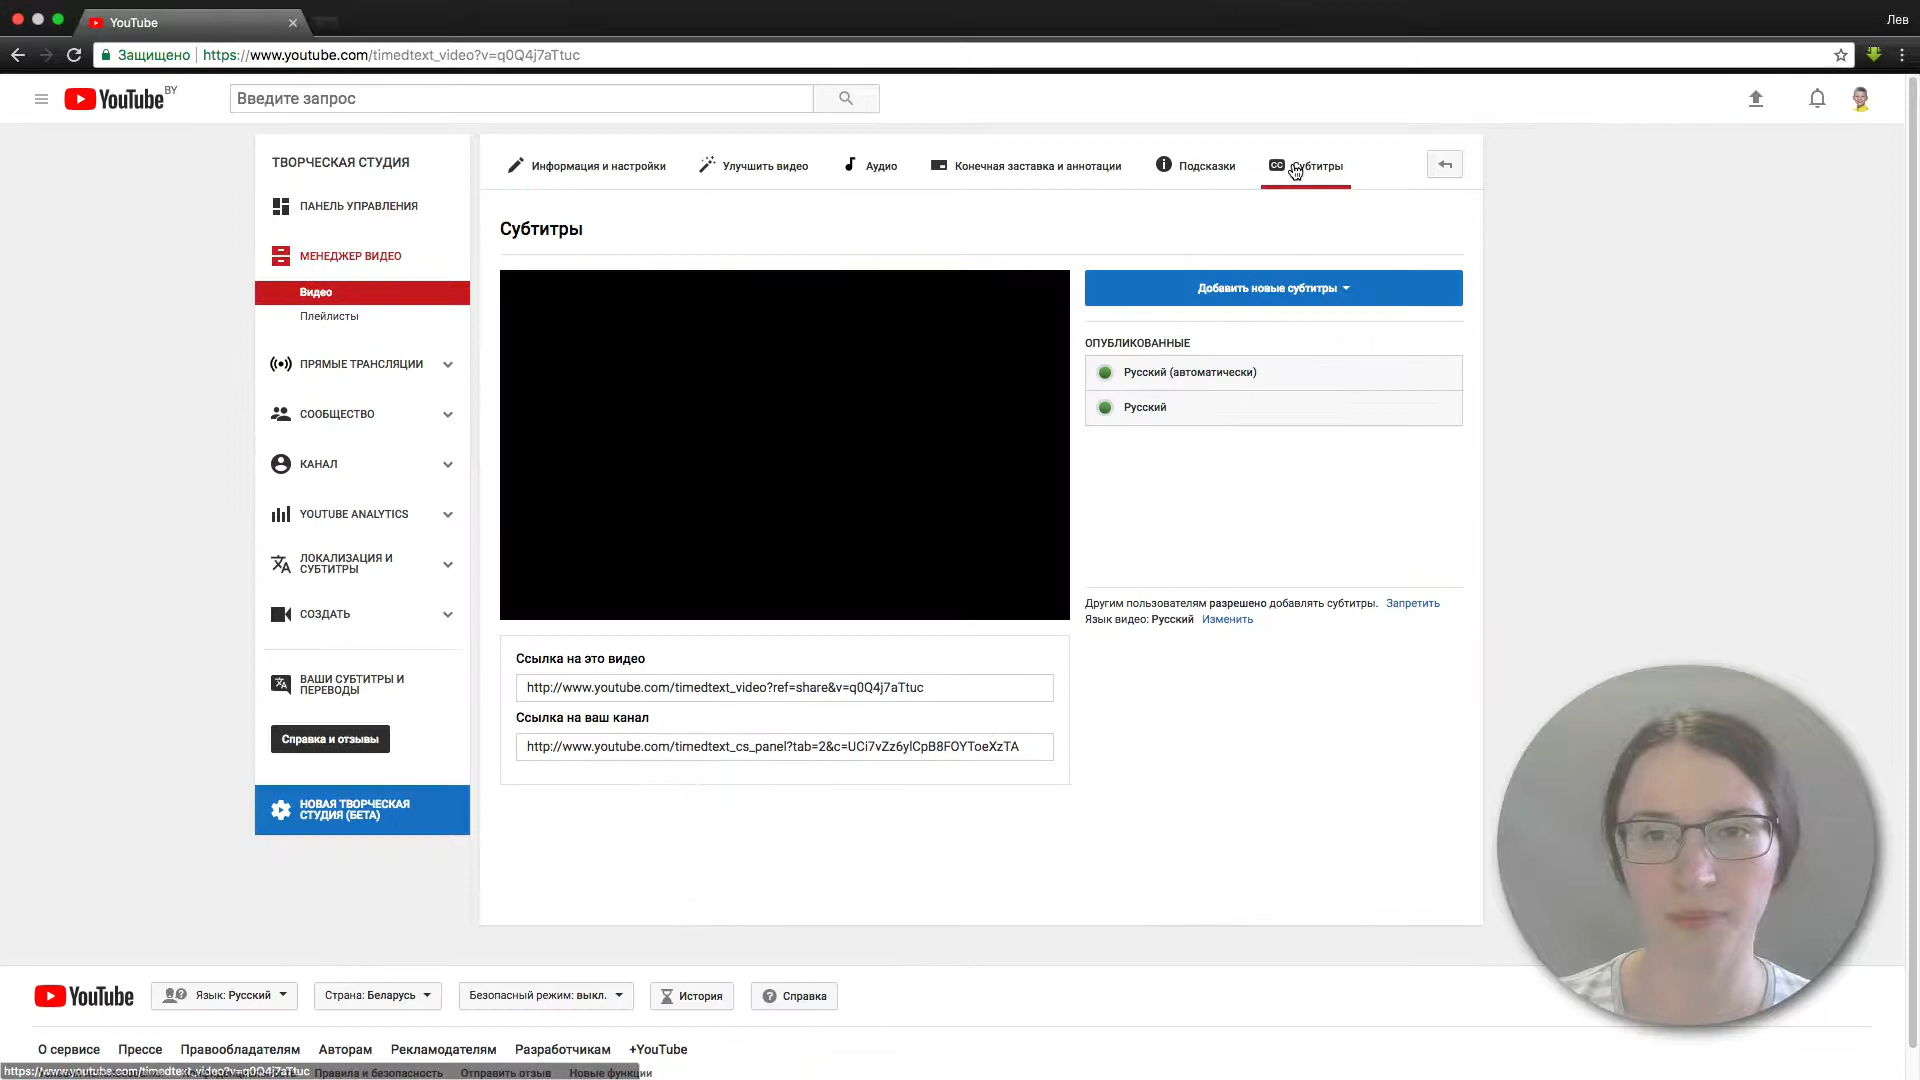 YouTube
Лев
Защищено
https://www.youtube.com/timedtext_video?v=q0Q4j7aTtuc
YouTube BY
Введите запрос
ТВОРЧЕСКАЯ СТУДИЯ
ПАНЕЛЬ УПРАВЛЕНИЯ
МЕНЕДЖЕР ВИДЕО
Видео
Плейлисты
ПРЯМЫЕ ТРАНСЛЯЦИИ
СООБЩЕСТВО
КАНАЛ
YOUTUBE ANALYTICS
ЛОКАЛИЗАЦИЯ И
СУБТИТРЫ
СОЗДАТЬ
ВАШИ СУБТИТРЫ И
ПЕРЕВОДЫ
Справка и отзывы
НОВАЯ ТВОРЧЕСКАЯ
СТУДИЯ (БЕТА)
Информация и настройки
Улучшить видео
Аудио
Конечная заставка и аннотации
Подсказки
CC Субтитры
Субтитры
Добавить новые субтитры
ОПУБЛИКОВАННЫЕ
Русский (автоматически)
Русский
Другим пользователям разрешено добавлять субтитры. Запретить
Язык видео: Русский Изменить
Ссылка на это видео
http://www.youtube.com/timedtext_video?ref=share&v=q0Q4j7aTtuc
Ссылка на ваш канал
http://www.youtube.com/timedtext_cs_panel?tab=2&c=UCi7vZz6ylCpB8FOYToeXzTA
YouTube
Язык: Русский
Страна: Беларусь
Безопасный режим: выкл.
История
Справка
О сервисе Прессе Правообладателям Авторам Рекламодателям Разработчикам +YouTube
https://www.youtube.com/timedtext_video?v=q0Q4j7aTtuc
Правила и безопасность Отправить отзыв Новые функции